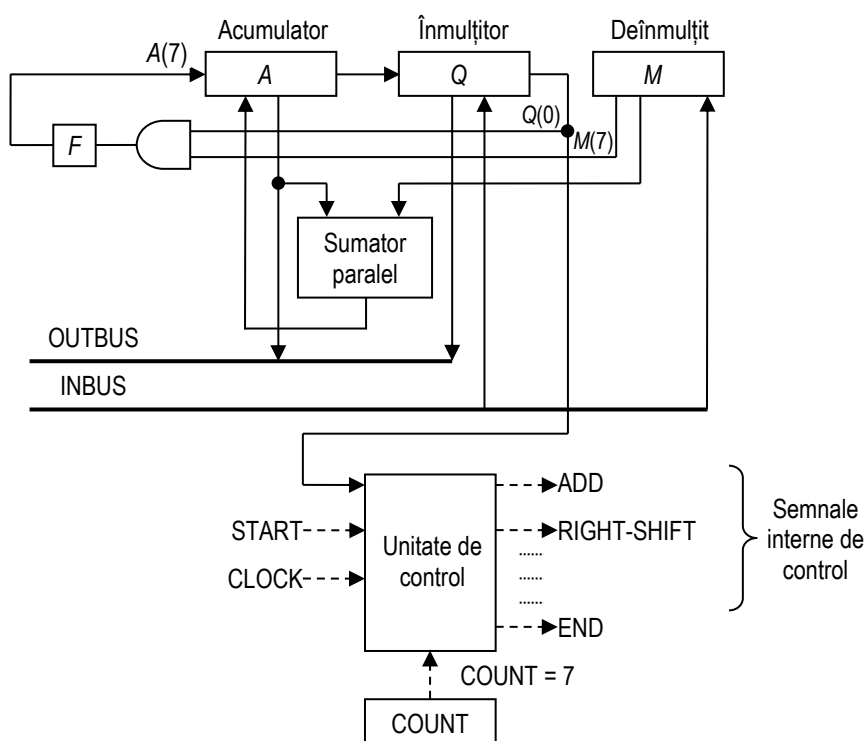 Acumulator
Înmulțitor
Deînmulțit
A(7)
A
Q
M
Q(0)
M(7)
F
Sumator
paralel
OUTBUS
INBUS
START
CLOCK
Unitate de
control
ADD
RIGHT-SHIFT
......
......
......
END
Semnale
interne de
control
COUNT = 7
COUNT